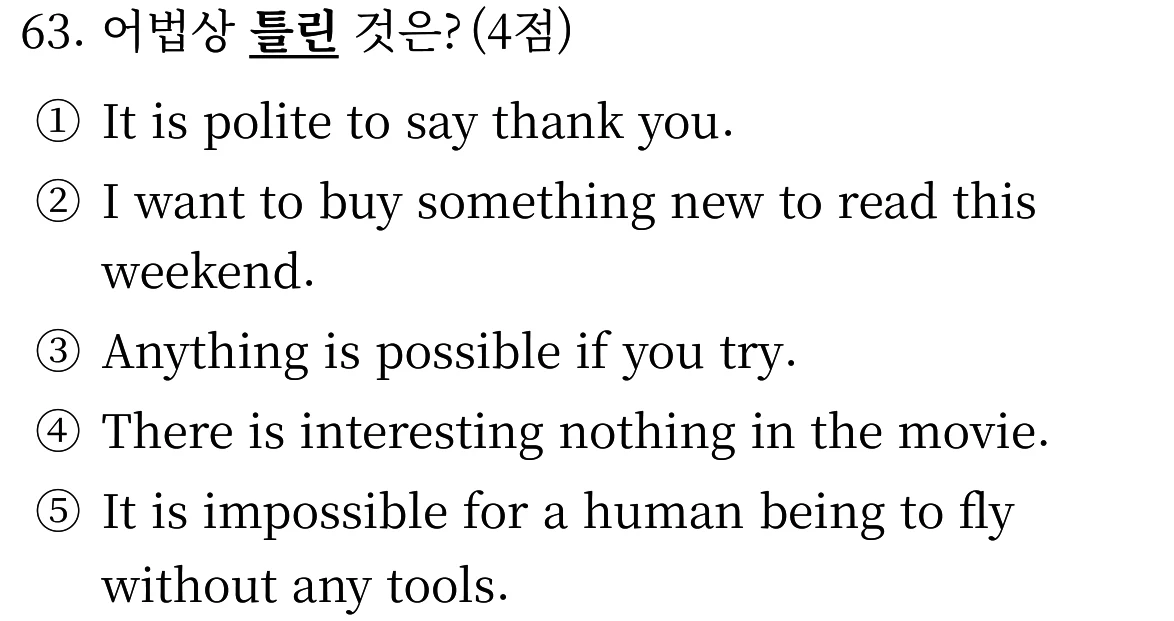 63. 어법상 틀린 것은? (4점)
① It is polite to say thank you.
② I want to buy something new to read this
weekend.
③ Anything is possible if you try.
④ There is interesting nothing in the movie.
⑤ It is impossible for a human being to fly
without any tools.